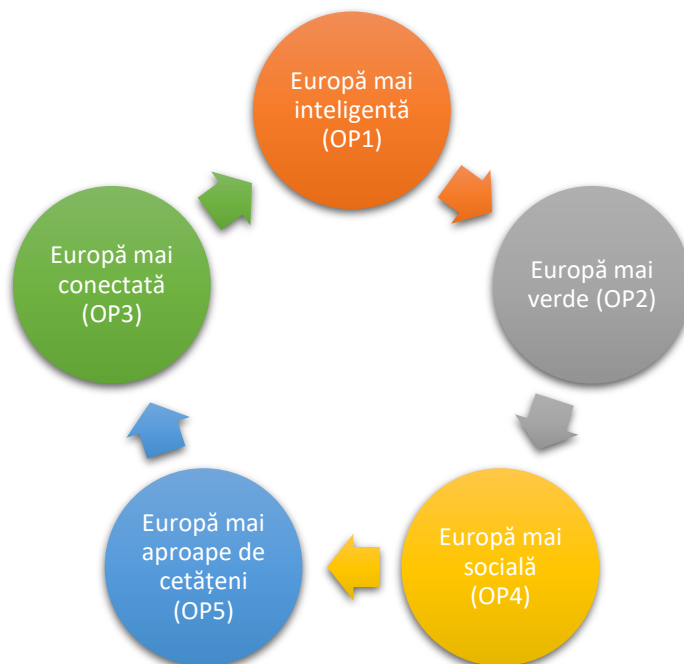 Europă mai
inteligentă
(OP1)
Europă mai
verde (OP2)
Europă mai
socială
(OP4)
Europă mai
aproape de
cetățeni
(OP5)
Europă mai
conectată
(OP3)